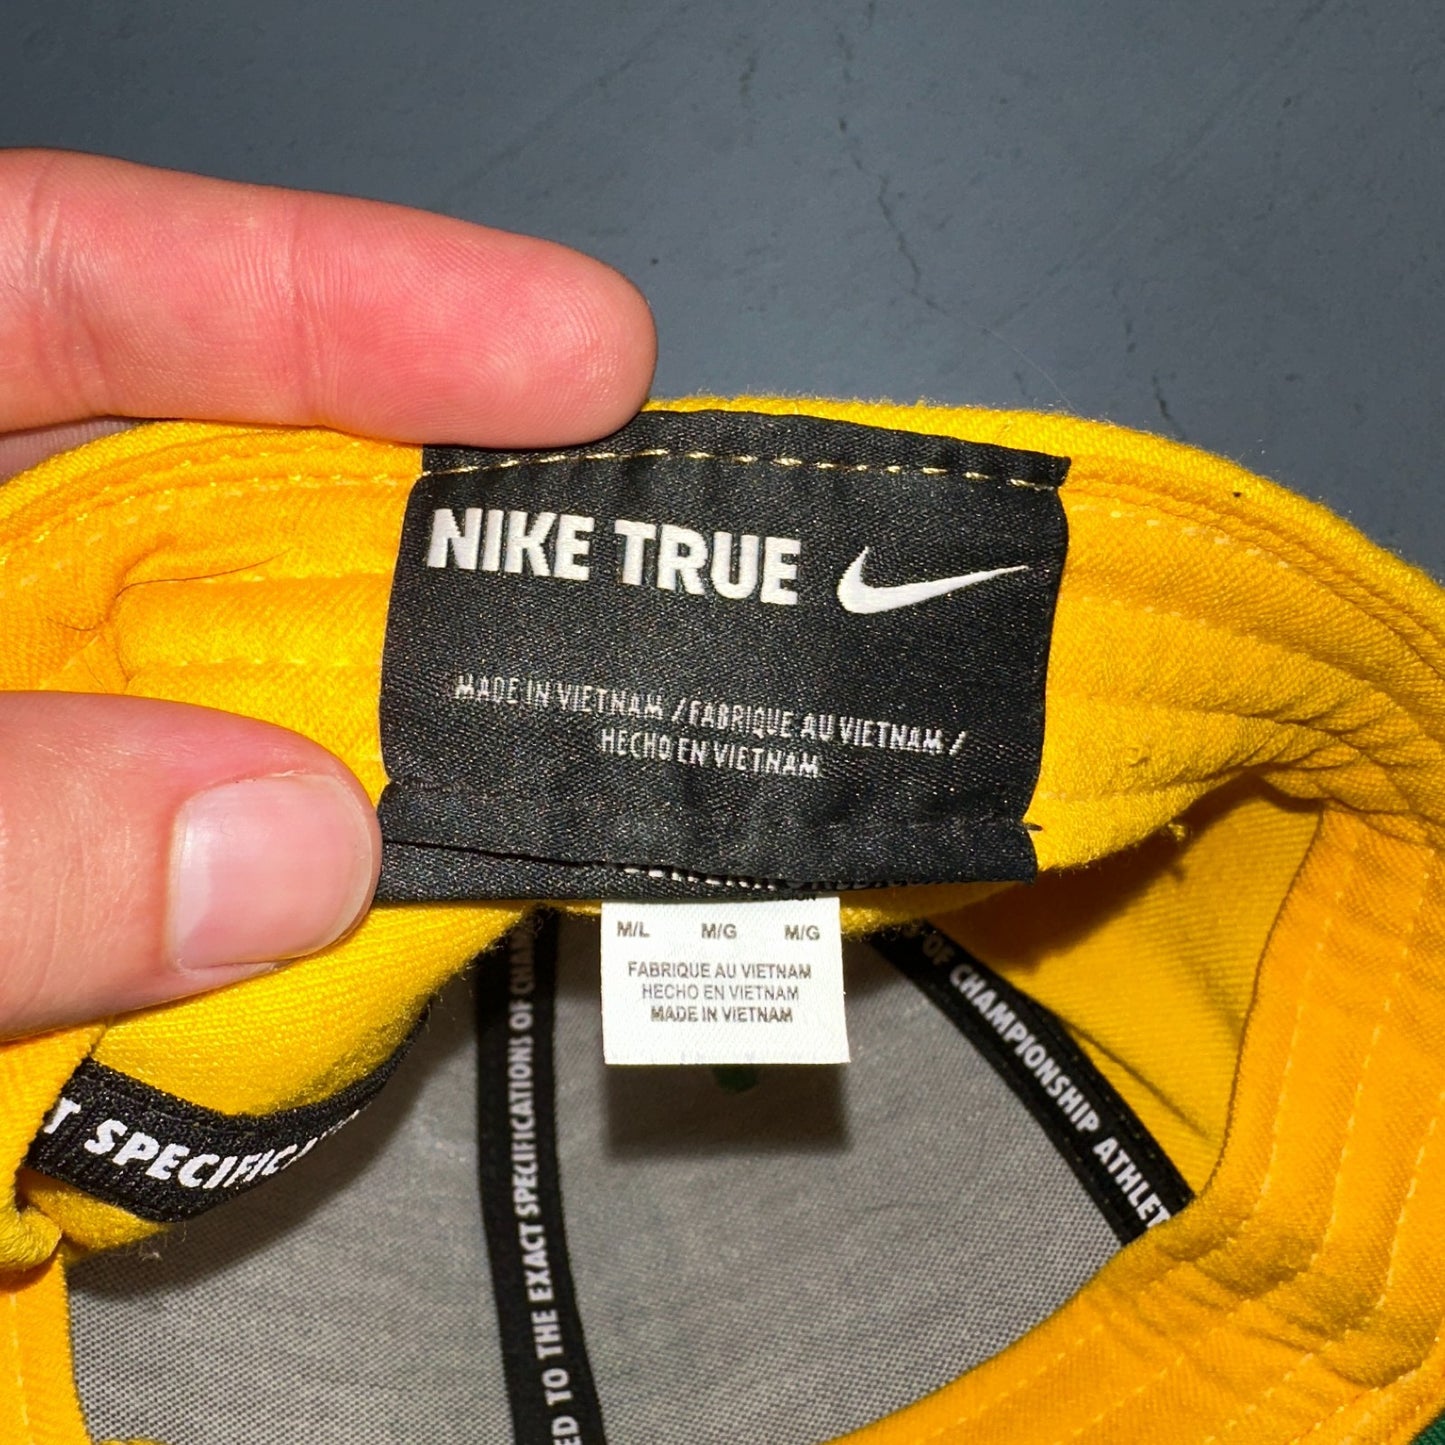 NIKE TRUE
MADE IN VIETNAM / FABRIQUE AU VIETNAM /
HECHO EN VIETNAM
M/L M/G M/G
FABRIQUE AU VIETNAM
HECHO EN VIETNAM
MADE IN VIETNAM
T SPECIFIC
ED TO THE EXACT SPECIFICATIONS OF CHAM
OF CHAMPIONSHIP ATHLET